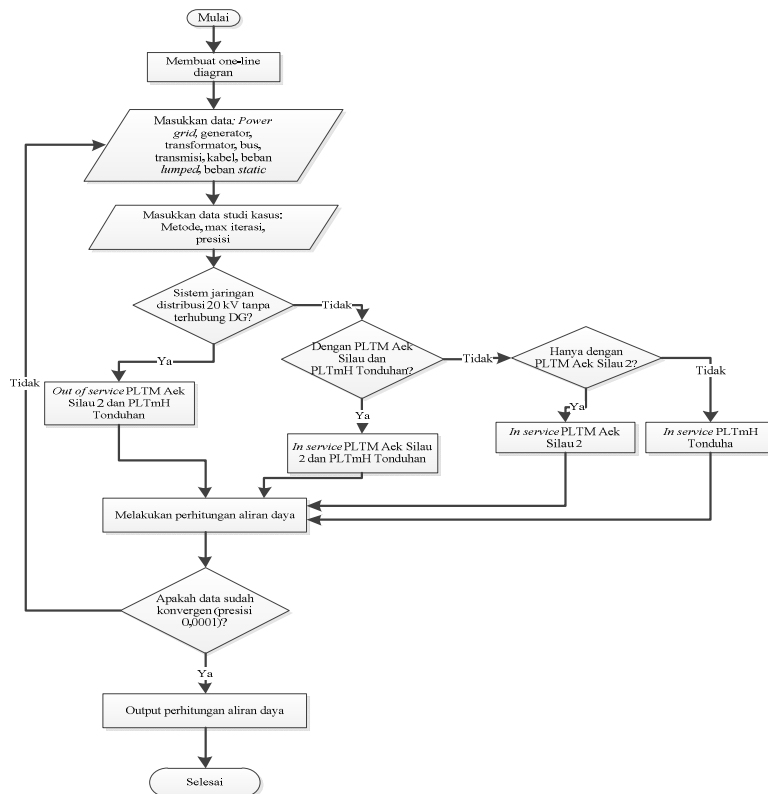 Mulai
Membuat one-line
diagran
Masukkan data: Power
grid, generator,
transformator, bus,
transmisi, kabel, beban
lumped, beban static
Masukkan data studi kasus:
Metode, max iterasi,
presisi
Sistem jaringan
distribusi 20 kV tanpa
terhubung DG?
Tidak
Dengan PLTM Aek
Silau dan
PLTmH Tonduhan?
Tidak
Hanya dengan
PLTM Aek Silau 2?
Tidak
Ya
Tidak
Out of service PLTM Aek
Silau 2 dan PLTmH
Tonduhan
Ya
In service PLTM Aek Silau
2 dan PLTmH Tonduhan
Ya
In service PLTM Aek
Silau 2
In service PLTmH
Tonduha
Melakukan perhitungan aliran daya
Apakah data sudah
konvergen (presisi
0,0001)?
Ya
Output perhitungan aliran daya
Selesai